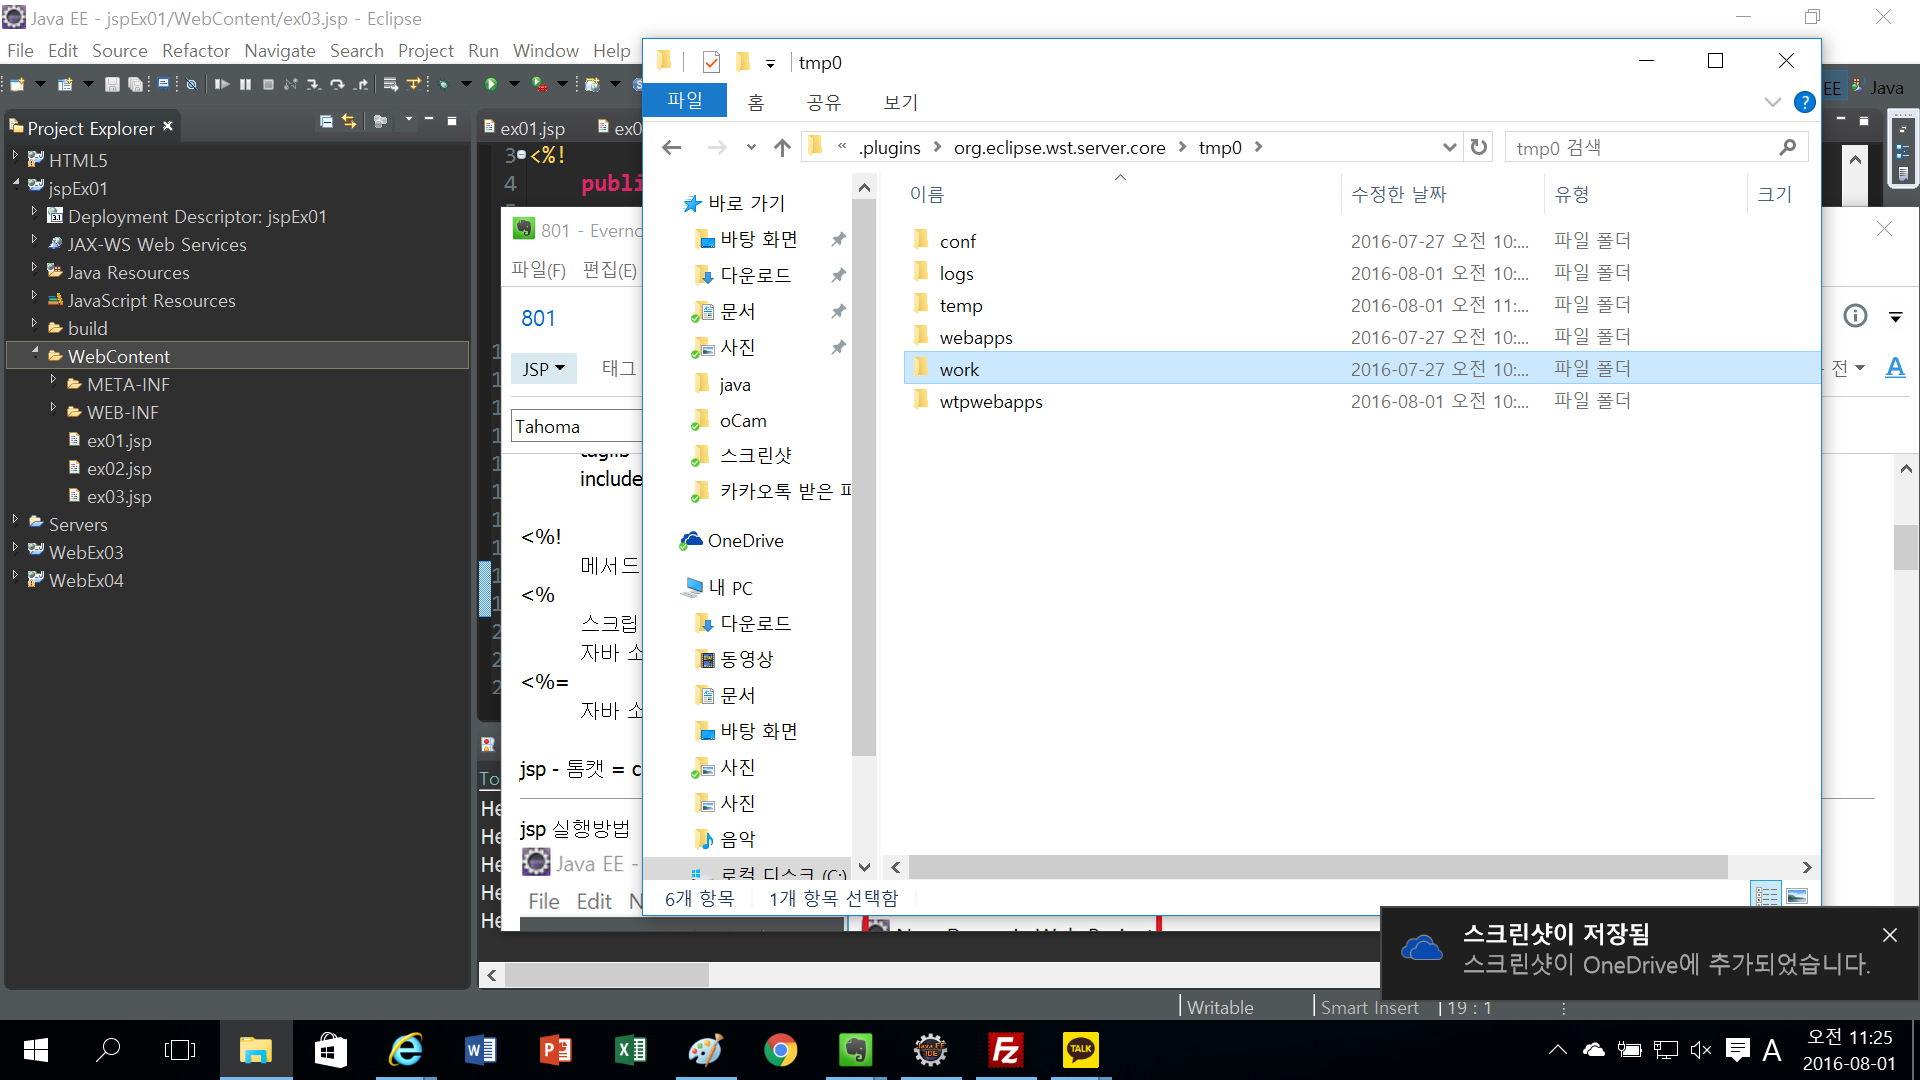 Java EE - jspEx01/WebContent/ex03.jsp - Eclipse
File Edit Source Refactor Navigate Search Project Run Window Help
EE Java
Project Explorer
HTML5
jspEx01
Deployment Descriptor: jspEx01
JAX-WS Web Services
Java Resources
JavaScript Resources
build
WebContent
META-INF
WEB-INF
ex01.jsp
ex02.jsp
ex03.jsp
Servers
WebEx03
WebEx04
ex01.jsp
3 <%!
4 publi
801 - Everno
파일(F) 편집(E)
801
JSP 태그
전
Tahoma
include
<%!
메서드
<%
스크립
자바 소
<%=
자바 소
jsp - 톰캣 = c
jsp 실행방법
Java EE -
File Edit N
To
He
He
He
He
He
tmp0
파일 홈 공유 보기
« .plugins > org.eclipse.wst.server.core > tmp0 >
tmp0 검색
바로 가기
바탕 화면
다운로드
문서
사진
java
oCam
스크린샷
카카오톡 받은 파
OneDrive
내 PC
다운로드
동영상
문서
바탕 화면
사진
사진
음악
로컬 디스크 (C:)
이름 수정한 날짜 유형 크기
conf 2016-07-27 오전 10:... 파일 폴더
logs 2016-08-01 오전 10:... 파일 폴더
temp 2016-08-01 오전 11:... 파일 폴더
webapps 2016-07-27 오전 10:... 파일 폴더
work 2016-07-27 오전 10:... 파일 폴더
wtpwebapps 2016-08-01 오전 10:... 파일 폴더
6개 항목 1개 항목 선택함
스크린샷이 저장됨
스크린샷이 OneDrive에 추가되었습니다.
Writable Smart Insert 19 : 1
TALK
A
오전 11:25
2016-08-01